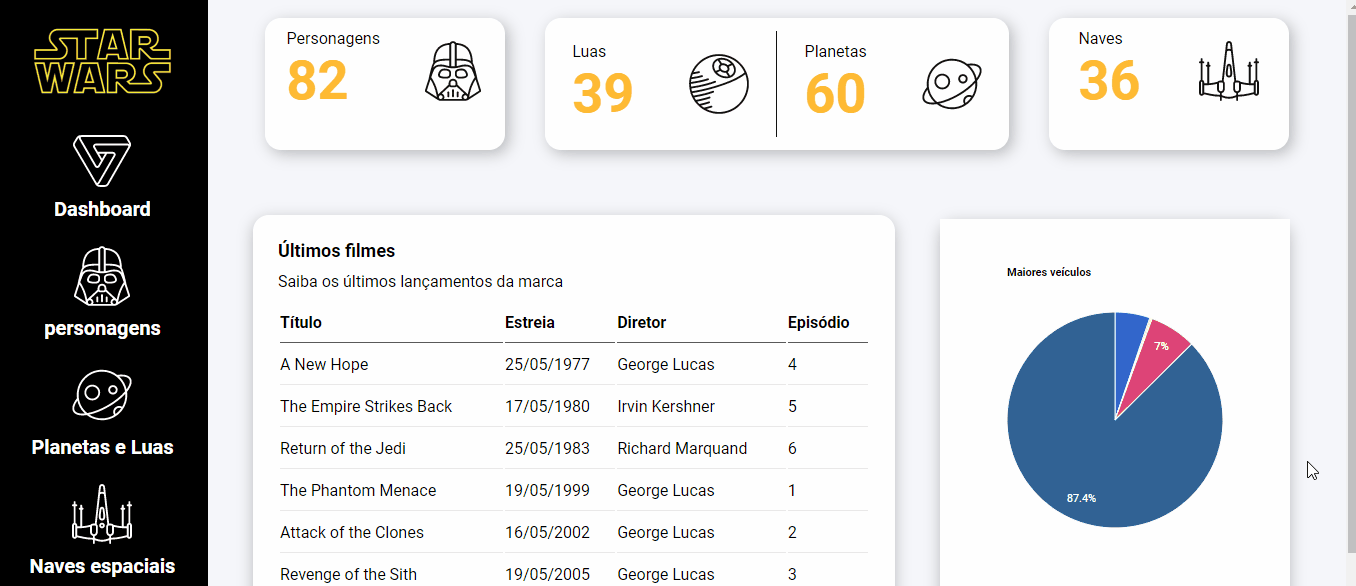 STAR
WARS
Dashboard
personagens
Planetas e Luas
Naves espaciais
Personagens
82
Luas
39
Planetas
60
Naves
36
Últimos filmes
Saiba os últimos lançamentos da marca
Título Estreia Diretor Episódio
A New Hope 25/05/1977 George Lucas 4
The Empire Strikes Back 17/05/1980 Irvin Kershner 5
Return of the Jedi 25/05/1983 Richard Marquand 6
The Phantom Menace 19/05/1999 George Lucas 1
Attack of the Clones 16/05/2002 George Lucas 2
Revenge of the Sith 19/05/2005 George Lucas 3
Maiores veículos
7%
87.4%